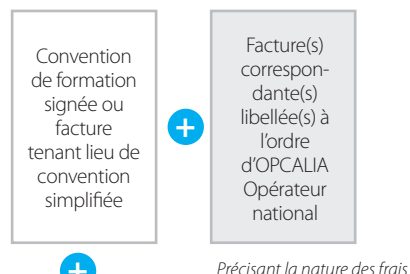 Convention
de formation
signée ou
facture
tenant lieu de
convention
simplifiée
+
Facture(s)
correspon-
dante(s)
libellée(s) à
l'ordre
d'OPCALIA
Opérateur
national
+
Précisant la nature des frais